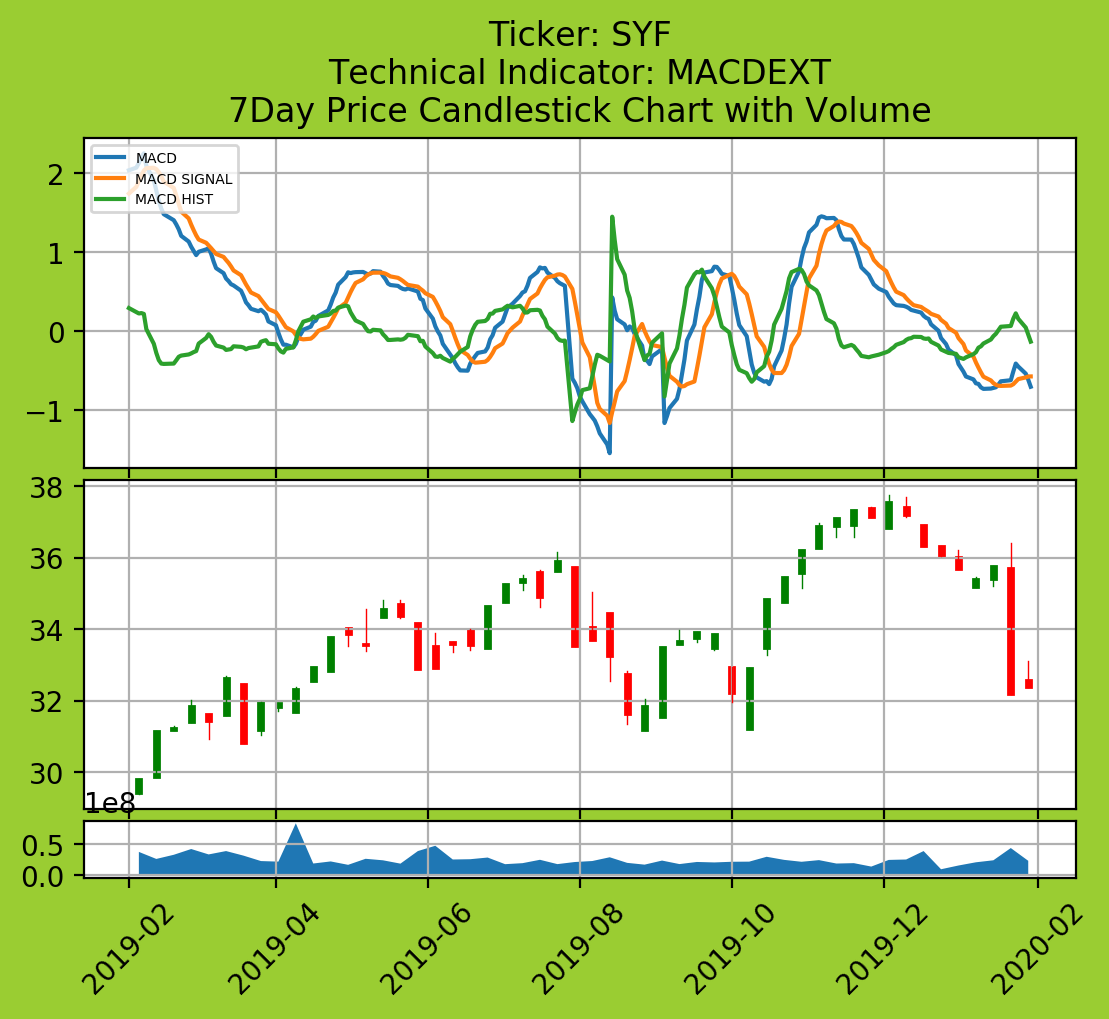 Ticker: SYF
Technical Indicator: MACDEXT
7Day Price Candlestick Chart with Volume
MACD
MACD SIGNAL
MACD HIST
2
1
0
−1
38
36
34
32
30
1e8
0.5
0.0
2019-02
2019-04
2019-06
2019-08
2019-10
2019-12
2020-02